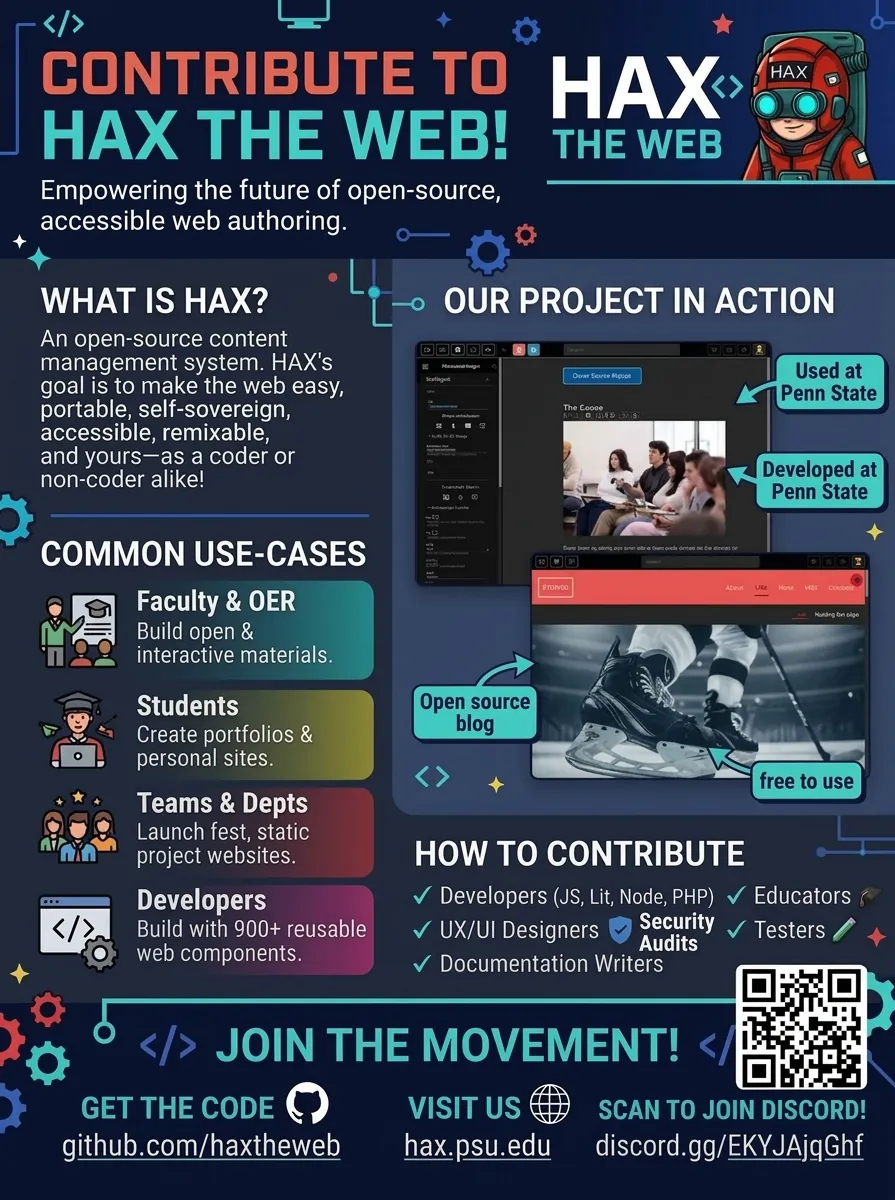 CONTRIBUTE TO
HAX THE WEB!
Empowering the future of open-source,
accessible web authoring.
HAX
THE WEB
HAX
WHAT IS HAX?
An open-source content
management system. HAX's
goal is to make the web easy,
portable, self-sovereign,
accessible, remixable,
and yours—as a coder or
non-coder alike!
COMMON USE-CASES
Faculty & OER
Build open &
interactive materials.
Students
Create portfolios &
personal sites.
Teams & Depts
Launch fest, static
project websites.
Developers
Build with 900+ reusable
web components.
OUR PROJECT IN ACTION
Used at
Penn State
Developed at
Penn State
Open source
blog
free to use
HOW TO CONTRIBUTE
✓ Developers (JS, Lit, Node, PHP) ✓ Educators
✓ UX/UI Designers Security Audits ✓ Testers
✓ Documentation Writers
</> JOIN THE MOVEMENT! </
GET THE CODE
github.com/haxtheweb
VISIT US
hax.psu.edu
SCAN TO JOIN DISCORD!
discord.gg/EKYJAjqGhf